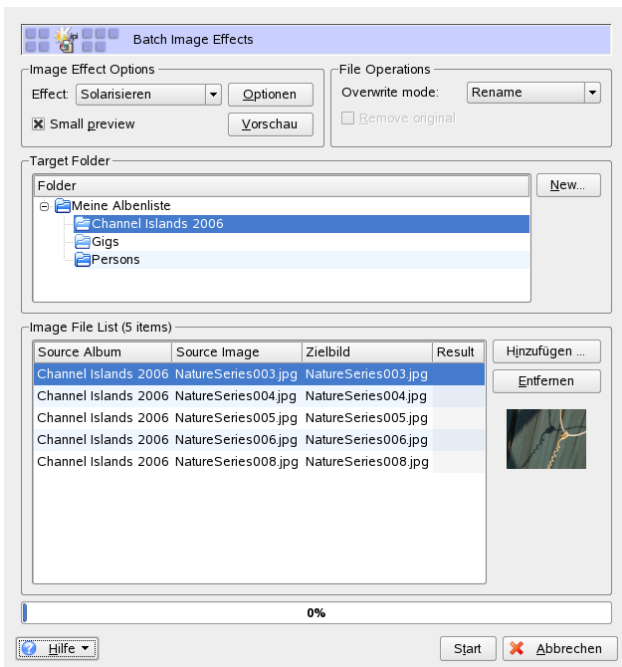 Batch Image Effects
Image Effect Options
Effect: Solarisieren Optionen
Small preview Vorschau
File Operations
Overwrite mode: Rename
Remove original
Target Folder
Folder New...
Meine Albenliste
Channel Islands 2006
Gigs
Persons
Image File List (5 items)
Source Album Source Image Zielbild Result
Channel Islands 2006 NatureSeries003.jpg NatureSeries003.jpg
Channel Islands 2006 NatureSeries004.jpg NatureSeries004.jpg
Channel Islands 2006 NatureSeries005.jpg NatureSeries005.jpg
Channel Islands 2006 NatureSeries006.jpg NatureSeries006.jpg
Channel Islands 2006 NatureSeries008.jpg NatureSeries008.jpg
Hinzufügen ...
Entfernen
0%
Hilfe Start Abbrechen